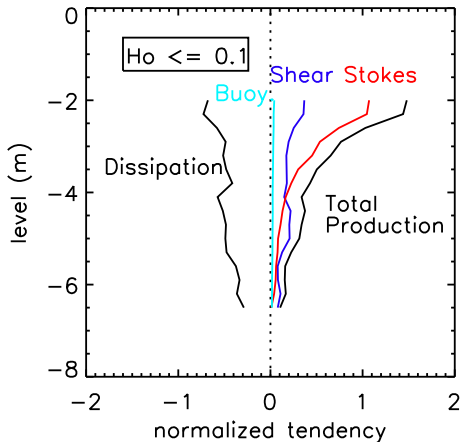 0
Ho <= 0.1
Shear Stokes
Buoy
−2
Dissipation
level (m)
−4
Total
Production
−6
−8
−2 −1 0 1 2
normalized tendency